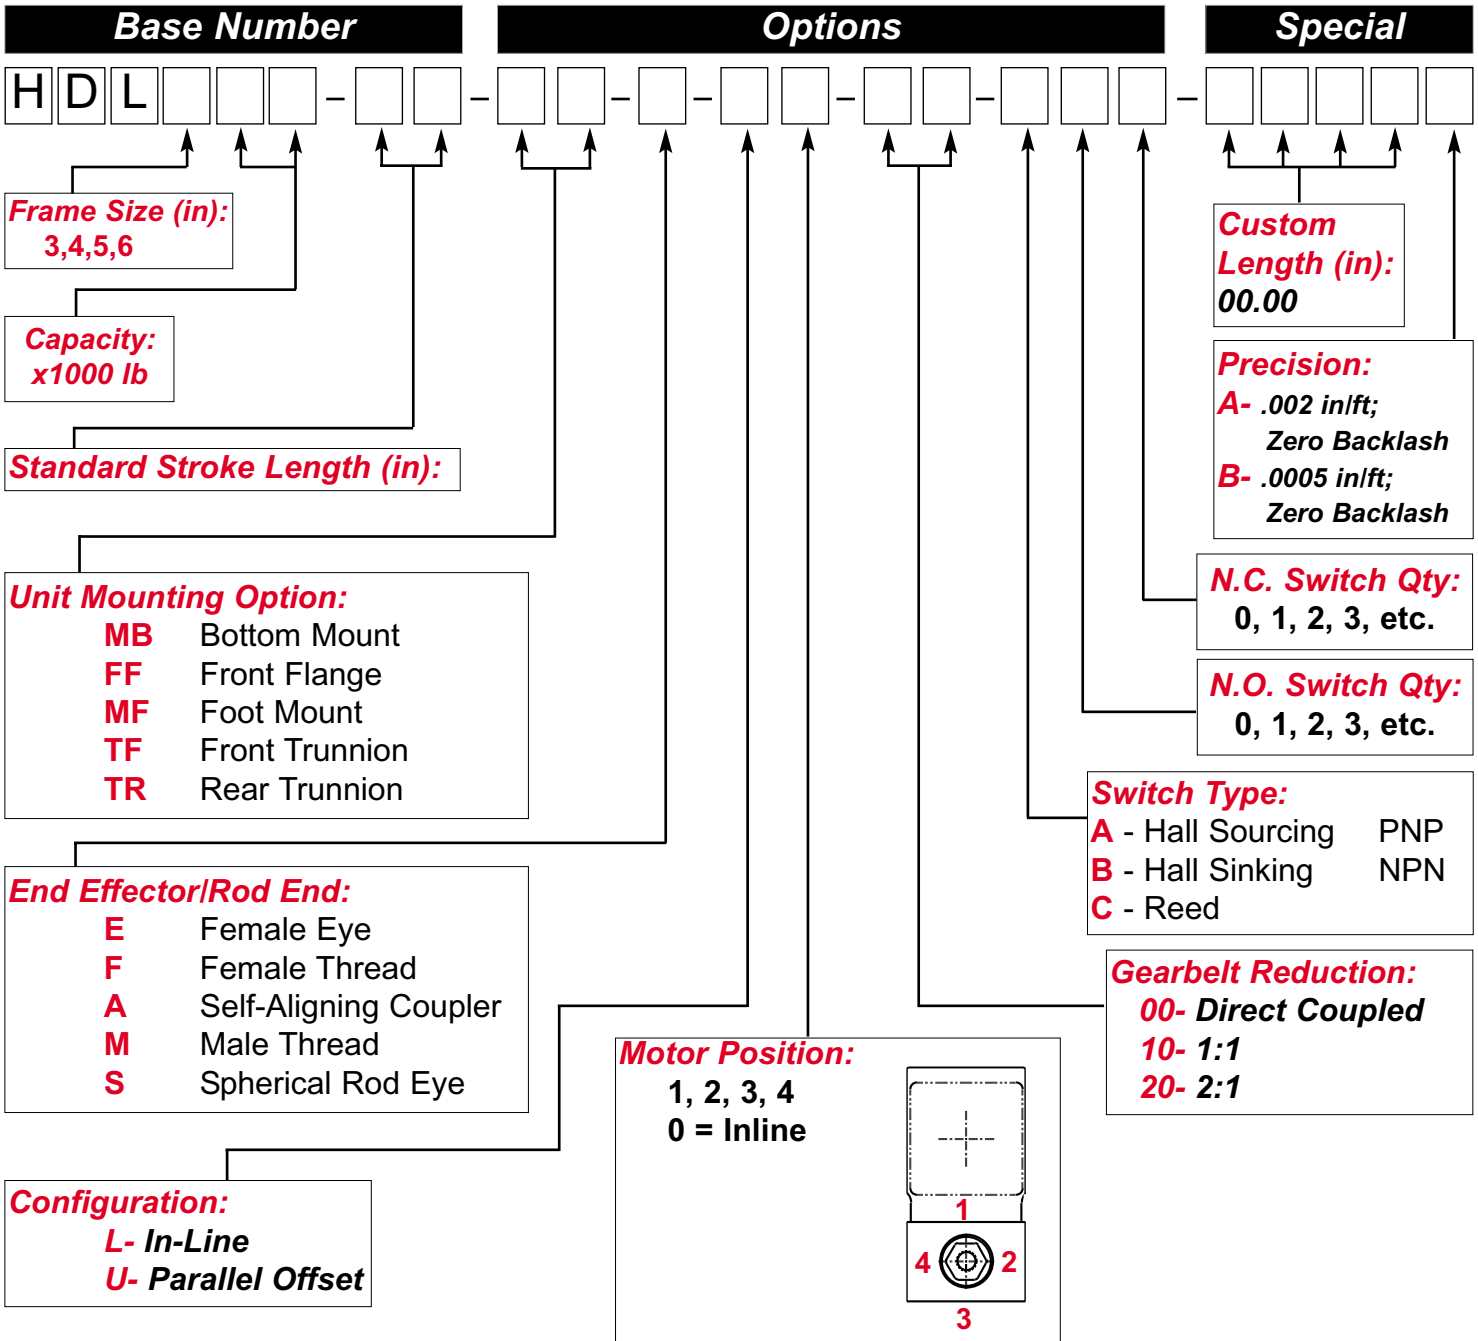 Base Number Options Special
H D L – – – – – – –
Frame Size (in):
3,4,5,6
Capacity:
x1000 lb
Standard Stroke Length (in):
Unit Mounting Option:
MB Bottom Mount
FF Front Flange
MF Foot Mount
TF Front Trunnion
TR Rear Trunnion
End Effector/Rod End:
E Female Eye
F Female Thread
A Self-Aligning Coupler
M Male Thread
S Spherical Rod Eye
Configuration:
L- In-Line
U- Parallel Offset
Motor Position:
1, 2, 3, 4
0 = Inline
1
4 2
3
Custom
Length (in):
00.00
Precision:
A- .002 in/ft;
Zero Backlash
B- .0005 in/ft;
Zero Backlash
N.C. Switch Qty:
0, 1, 2, 3, etc.
N.O. Switch Qty:
0, 1, 2, 3, etc.
Switch Type:
A - Hall Sourcing PNP
B - Hall Sinking NPN
C - Reed
Gearbelt Reduction:
00- Direct Coupled
10- 1:1
20- 2:1